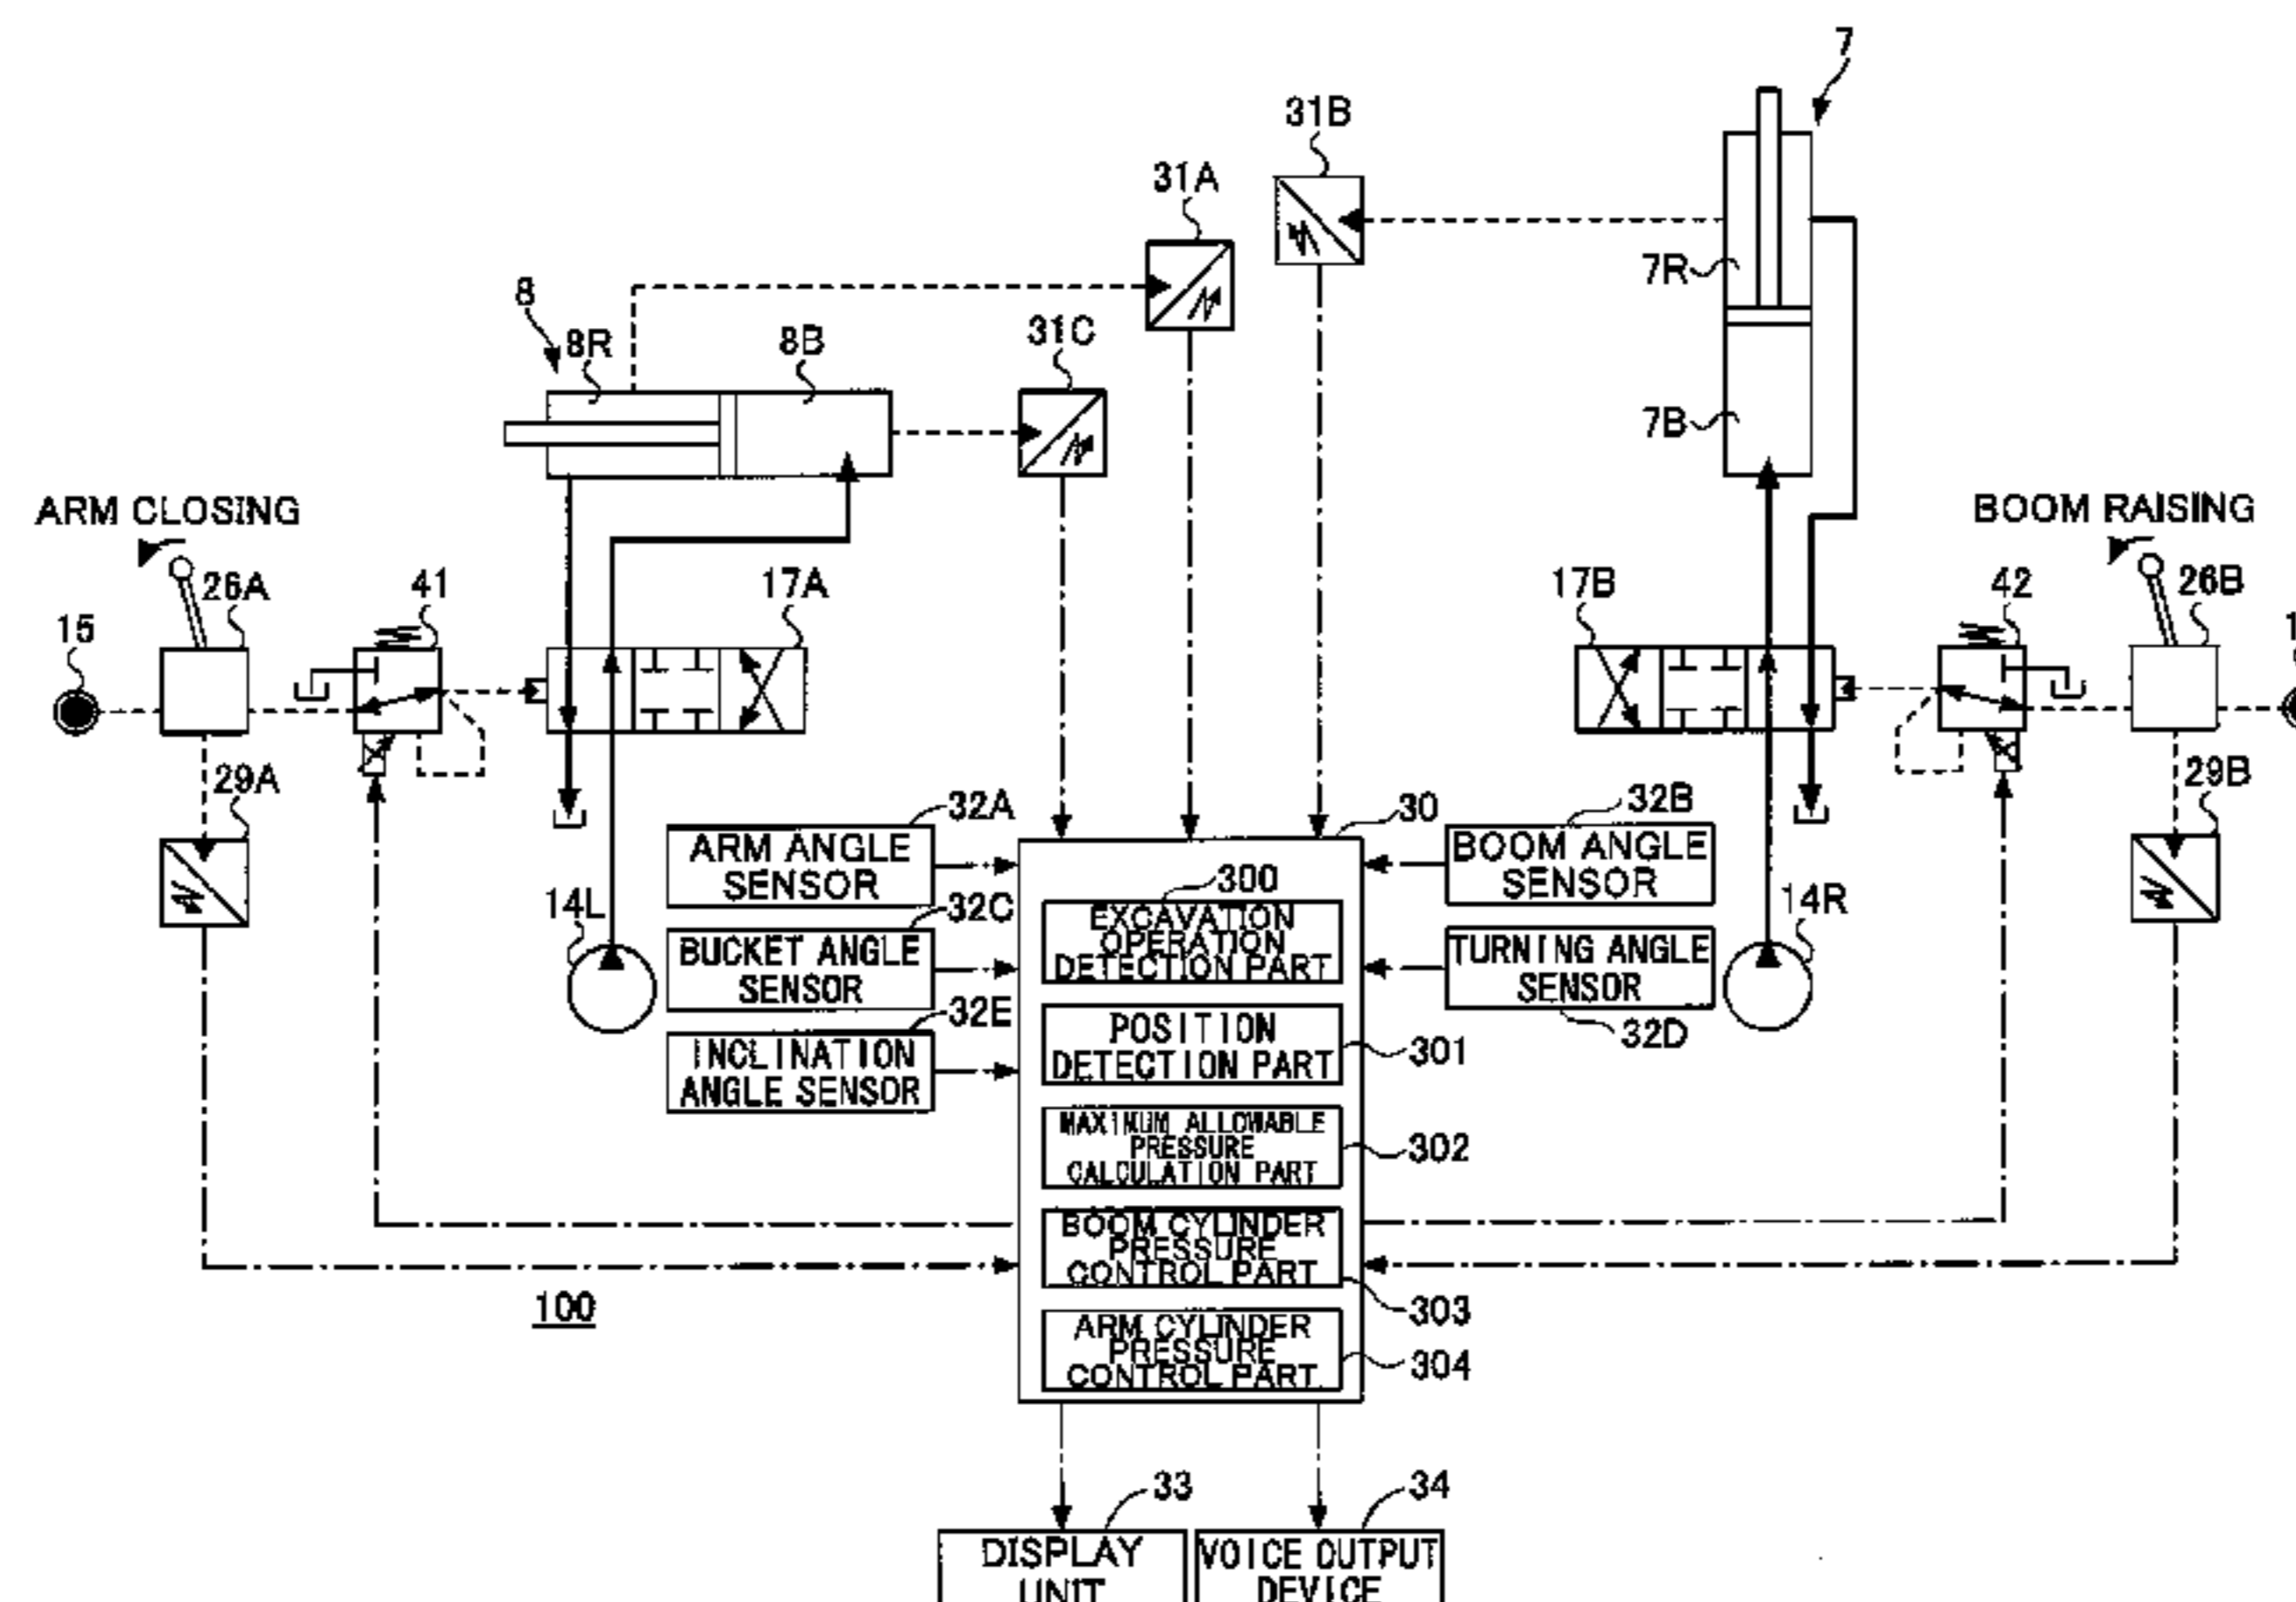 7
31B
31A
7R
8
8R
8B
31C
7B
ARM CLOSING
BOOM RAISING
26A
41
17A
17B
42
26B
15
1
29A
29B
32A
30
32B
ARM ANGLE
SENSOR
BOOM ANGLE
SENSOR
300
14L
32C
EXCAVATION
OPERATION
DETECTION PART
14R
BUCKET ANGLE
SENSOR
TURNING ANGLE
SENSOR
32E
32D
INCLINATION
ANGLE SENSOR
POSITION
DETECTION PART
301
MAXIMUM ALLOWABLE
PRESSURE
CALCULATION PART
302
BOOM CYLINDER
PRESSURE
CONTROL PART
303
100
ARM CYLINDER
PRESSURE
CONTROL PART
304
33
34
DISPLAY
UNIT
VOICE OUTPUT
DEVICE